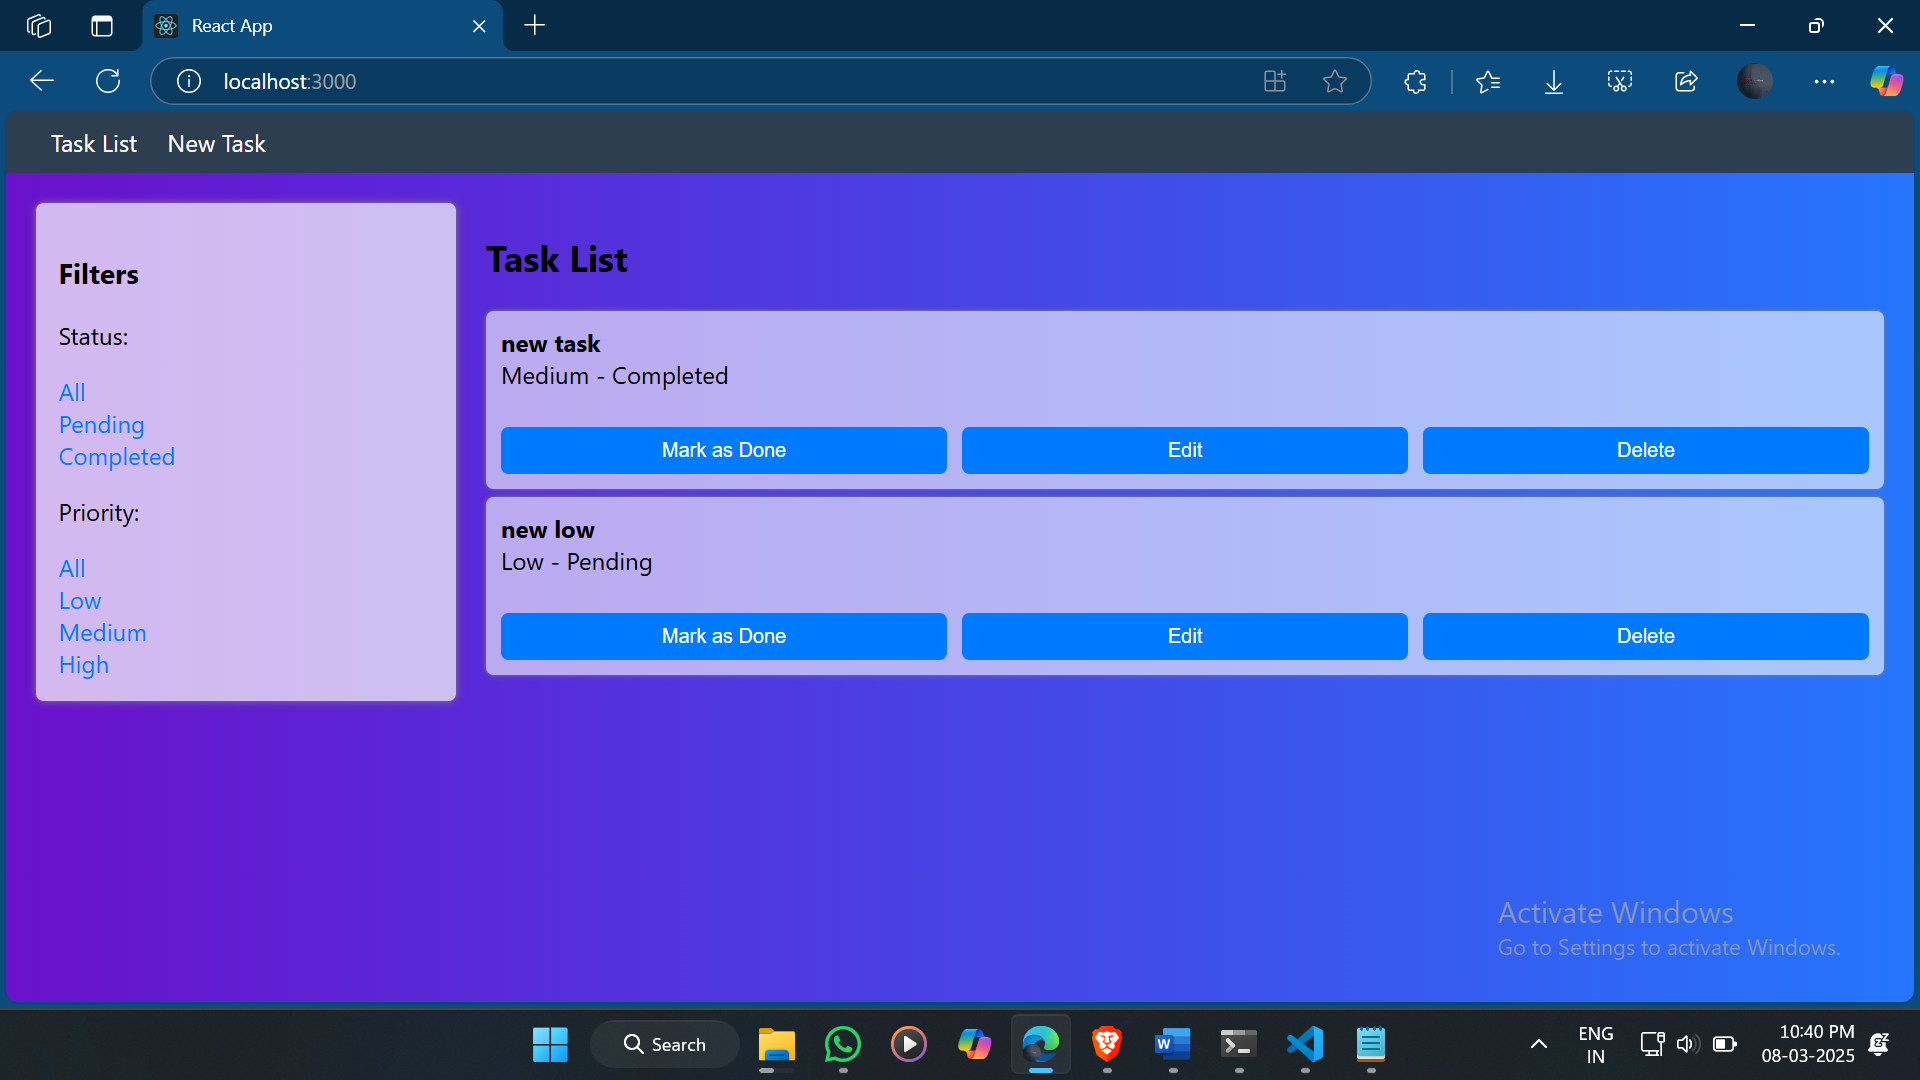 React App
localhost:3000
Task List New Task
Filters
Status:
All
Pending
Completed
Priority:
All
Low
Medium
High
Task List
new task
Medium - Completed
Mark as Done Edit Delete
new low
Low - Pending
Mark as Done Edit Delete
Activate Windows
Go to Settings to activate Windows.
Search
ENG
IN
10:40 PM
08-03-2025